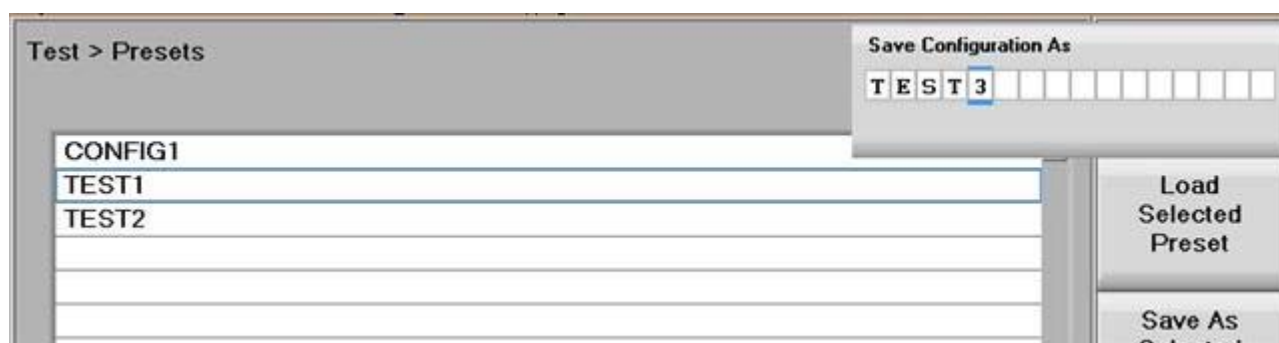 Test > Presets
Save Configuration As
TEST3
CONFIG1
TEST1
TEST2
Load
Selected
Preset
Save As